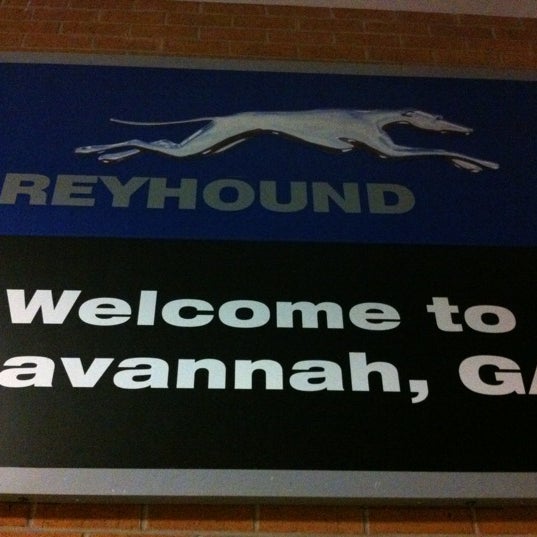 REYHOUND
Welcome to
avannah, GA